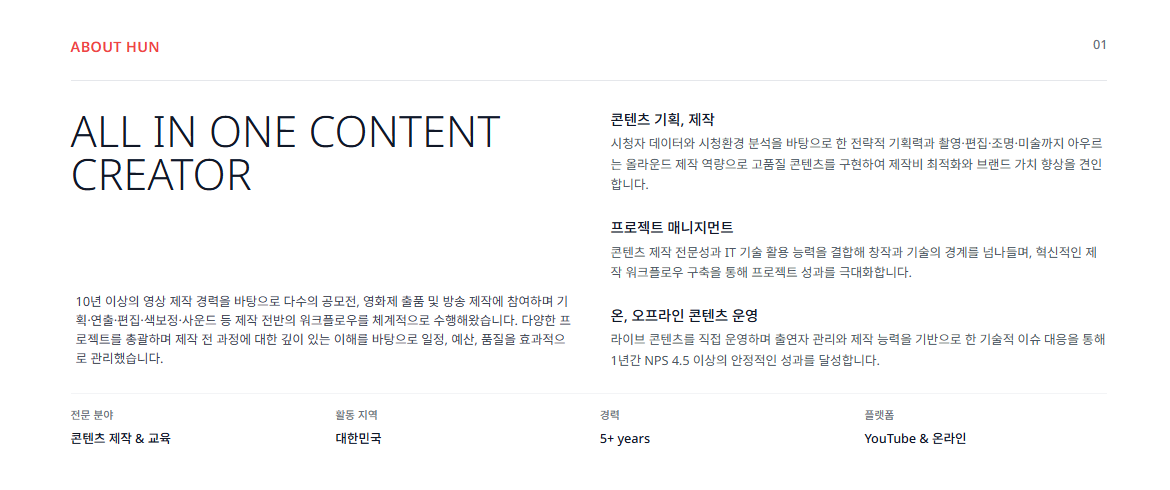 ABOUT HUN
01
ALL IN ONE CONTENT
CREATOR
10년 이상의 영상 제작 경력을 바탕으로 다수의 공모전, 영화제 출품 및 방송 제작에 참여하며 기
획·연출·편집·색보정·사운드 등 제작 전반의 워크플로우를 체계적으로 수행해왔습니다. 다양한 프
로젝트를 총괄하며 제작 전 과정에 대한 깊이 있는 이해를 바탕으로 일정, 예산, 품질을 효과적으
로 관리했습니다.
콘텐츠 기획, 제작
시청자 데이터와 시청환경 분석을 바탕으로 한 전략적 기획력과 촬영·편집·조명·미술까지 아우르
는 올라운드 제작 역량으로 고품질 콘텐츠를 구현하여 제작비 최적화와 브랜드 가치 향상을 견인
합니다.
프로젝트 매니지먼트
콘텐츠 제작 전문성과 IT 기술 활용 능력을 결합해 창작과 기술의 경계를 넘나들며, 혁신적인 제
작 워크플로우 구축을 통해 프로젝트 성과를 극대화합니다.
온, 오프라인 콘텐츠 운영
라이브 콘텐츠를 직접 운영하며 출연자 관리와 제작 능력을 기반으로 한 기술적 이슈 대응을 통해
1년간 NPS 4.5 이상의 안정적인 성과를 달성합니다.
전문 분야
콘텐츠 제작 & 교육
활동 지역
대한민국
경력
5+ years
플랫폼
YouTube & 온라인